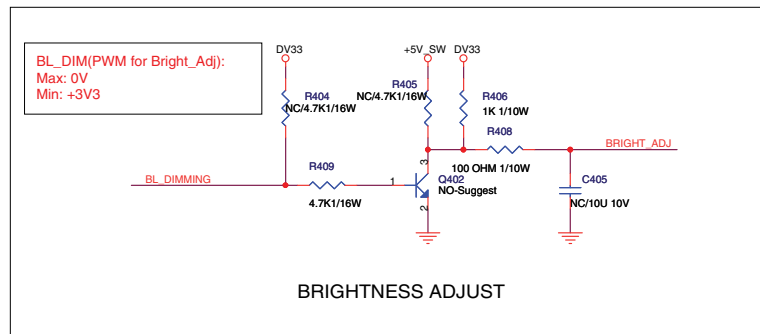 BL_DIM(PWM for Bright_Adj):
Max: 0V
Min: +3V3
DV33
+5V_SW
DV33
R404
NC/4.7K1/16W
R405
NC/4.7K1/16W
R406
1K 1/10W
R408
100 OHM 1/10W
BRIGHT_ADJ
BL_DIMMING
R409
4.7K1/16W
1
3
2
Q402
NO-Suggest
C405
NC/10U 10V
BRIGHTNESS ADJUST